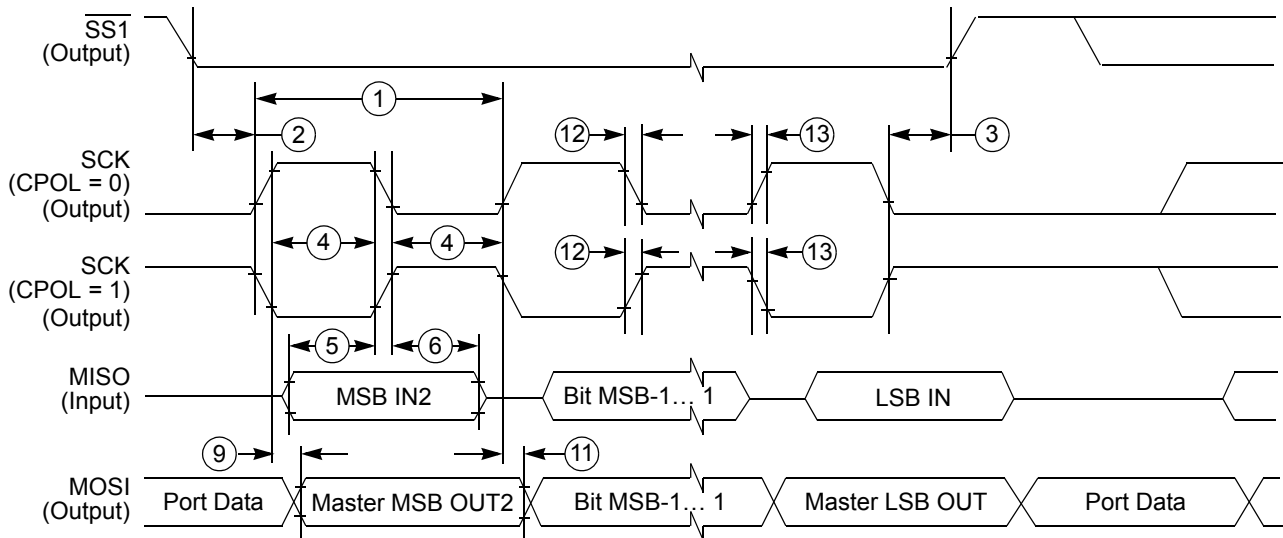 SS1
(Output)
1
2
12
13
3
SCK
(CPOL = 0)
(Output)
4
4
12
13
SCK
(CPOL = 1)
(Output)
5
6
MISO
(Input)
MSB IN2
Bit MSB-1… 1
LSB IN
9
11
MOSI
(Output)
Port Data
Master MSB OUT2
Bit MSB-1… 1
Master LSB OUT
Port Data